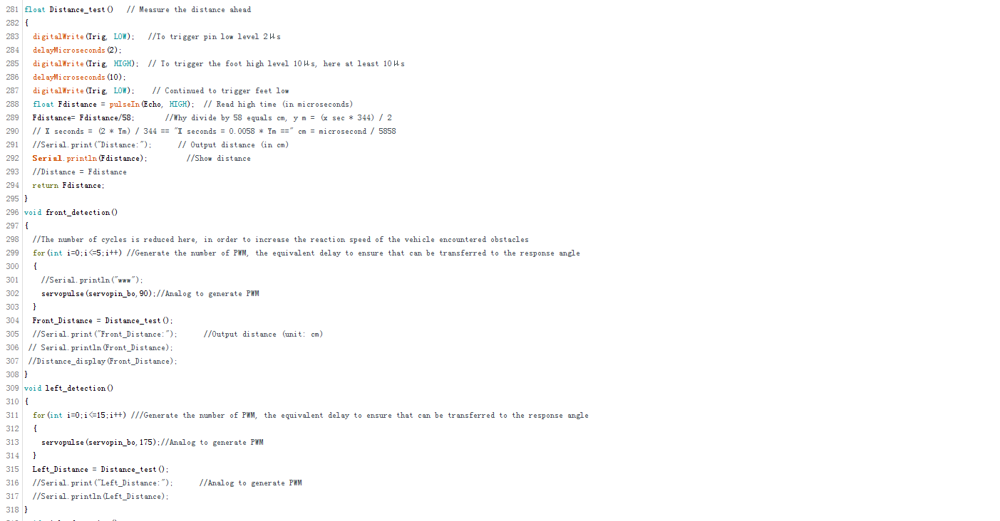 281 float Distance_test()   // Measure the distance ahead
282 {
283   digitalWrite(Trig, LOW);   //To trigger pin low level 2μs
284   delayMicroseconds(2);
285   digitalWrite(Trig, HIGH);  // To trigger the foot high level 10μs, here at least 10μs
286   delayMicroseconds(10);
287   digitalWrite(Trig, LOW);    // Continued to trigger feet low
288   float Fdistance = pulseIn(Echo, HIGH);  // Read high time (in microseconds)
289   Fdistance= Fdistance/58;       //Why divide by 58 equals cm, y m = (x sec * 344) / 2
290   // X seconds = (2 * Ym) / 344 == "X seconds = 0.0058 * Ym ==" cm = microsecond / 5858
291   //Serial.print("Distance:");      // Output distance (in cm)
292   Serial.println(Fdistance);         //Show distance
293   //Distance = Fdistance
294   return Fdistance;
295 }
296 void front_detection()
297 {
298   //The number of cycles is reduced here, in order to increase the reaction speed of the vehicle encountered obstacles
299   for(int i=0;i<=5;i++) //Generate the number of PWM, the equivalent delay to ensure that can be transferred to the response angle
300   {
301     //Serial.println("www");
302     servopulse(servopin_bo,90);//Analog to generate PWM
303   }
304   Front_Distance = Distance_test();
305   //Serial.print("Front_Distance:");      //Output distance (unit: cm)
306  // Serial.println(Front_Distance);
307  //Distance_display(Front_Distance);
308 }
309 void left_detection()
310 {
311   for(int i=0;i<=15;i++) ///Generate the number of PWM, the equivalent delay to ensure that can be transferred to the response angle
312   {
313     servopulse(servopin_bo,175);//Analog to generate PWM
314   }
315   Left_Distance = Distance_test();
316   //Serial.print("Left_Distance:");      //Analog to generate PWM
317   //Serial.println(Left_Distance);
318 }